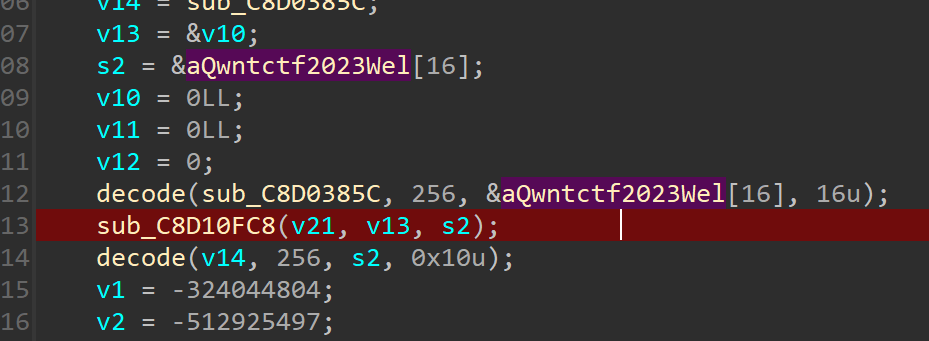 06 v14 = sub_C8D0385C;
07 v13 = &v10;
08 s2 = &aQwntctf2023Wel[16];
09 v10 = 0LL;
10 v11 = 0LL;
11 v12 = 0;
12 decode(sub_C8D0385C, 256, &aQwntctf2023Wel[16], 16u);
13 sub_C8D10FC8(v21, v13, s2);
14 decode(v14, 256, s2, 0x10u);
15 v1 = -324044804;
16 v2 = -512925497;